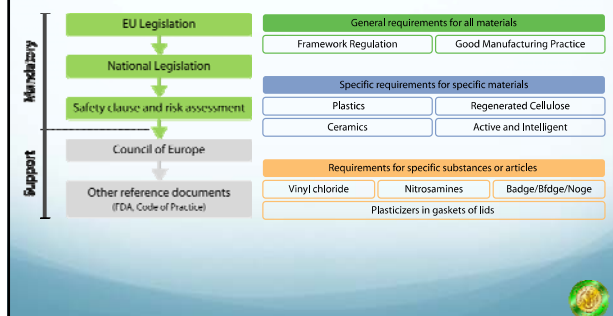 Mandatory
Support
EU Legislation
National Legislation
Safety clause and risk assessment
Council of Europe
Other reference documents
(FDA, Code of Practice)
General requirements for all materials
Framework Regulation
Good Manufacturing Practice
Specific requirements for specific materials
Plastics
Regenerated Cellulose
Ceramics
Active and Intelligent
Requirements for specific substances or articles
Vinyl chloride
Nitrosamines
Badge/Bfdge/Noge
Plasticizers in gaskets of lids